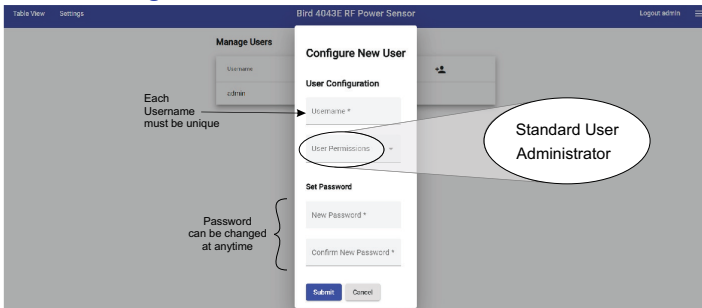 Table View Settings Bird 4043E RF Power Sensor Logout admin
Manage Users
Username
admin
Configure New User
User Configuration
Each
Username
must be unique
Username *
User Permissions
Standard User
Administrator
Set Password
Password
can be changed
at anytime
New Password *
Confirm New Password *
Submit Cancel